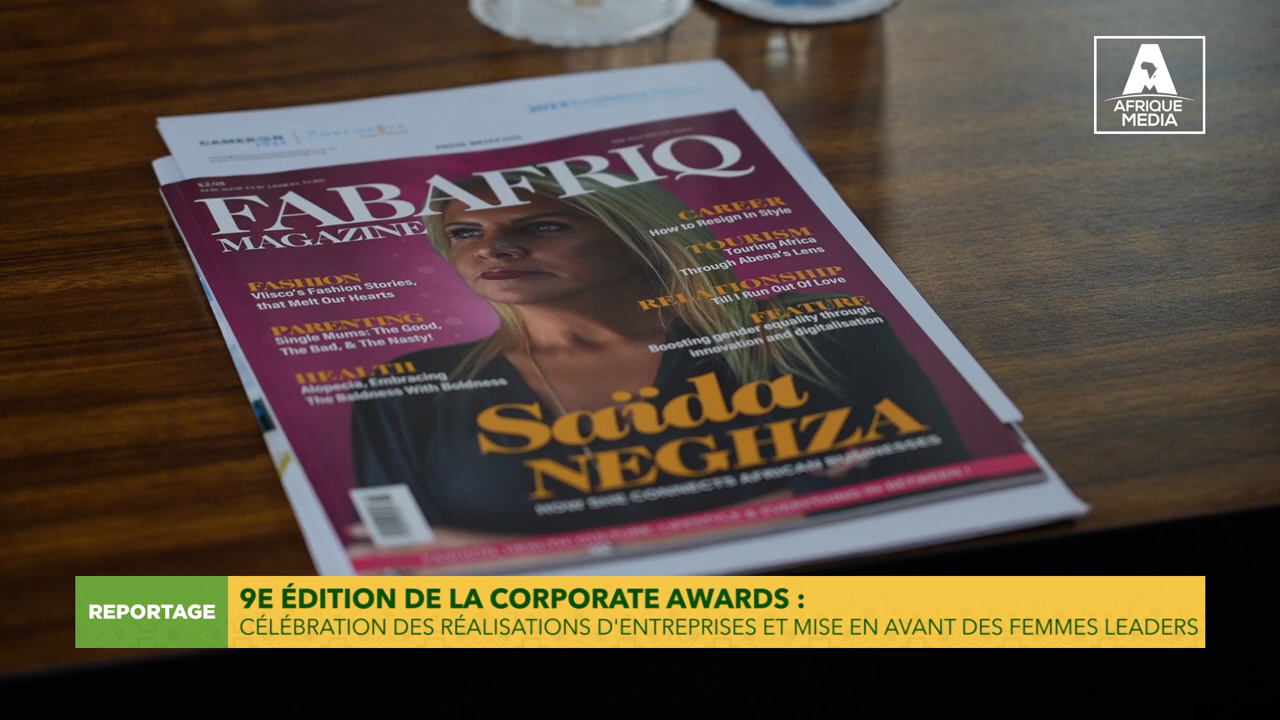 AFRIQUE
MEDIA
PRESS BRIEFING
FABAFRIQ
MAGAZINE
FASHION
Vlisco's Fashion Stories,
that Melt Our Hearts
PARENTING
Single Mums: The Good,
The Bad, & The Nasty!
HEALTH
Alopecia, Embracing
The Baldness With Boldness
CAREER
How to Resign In Style
TOURISM
Touring Africa
Through Abena's Lens
RELATIONSHIP
Till I Run Out Of Love
FEATURE
Boosting gender equality through
innovation and digitalisation
Saïda
NEGHZA
HOW SHE CONNECTS AFRICAN BUSINESSES
REPORTAGE
9E ÉDITION DE LA CORPORATE AWARDS :
CÉLÉBRATION DES RÉALISATIONS D'ENTREPRISES ET MISE EN AVANT DES FEMMES LEADERS